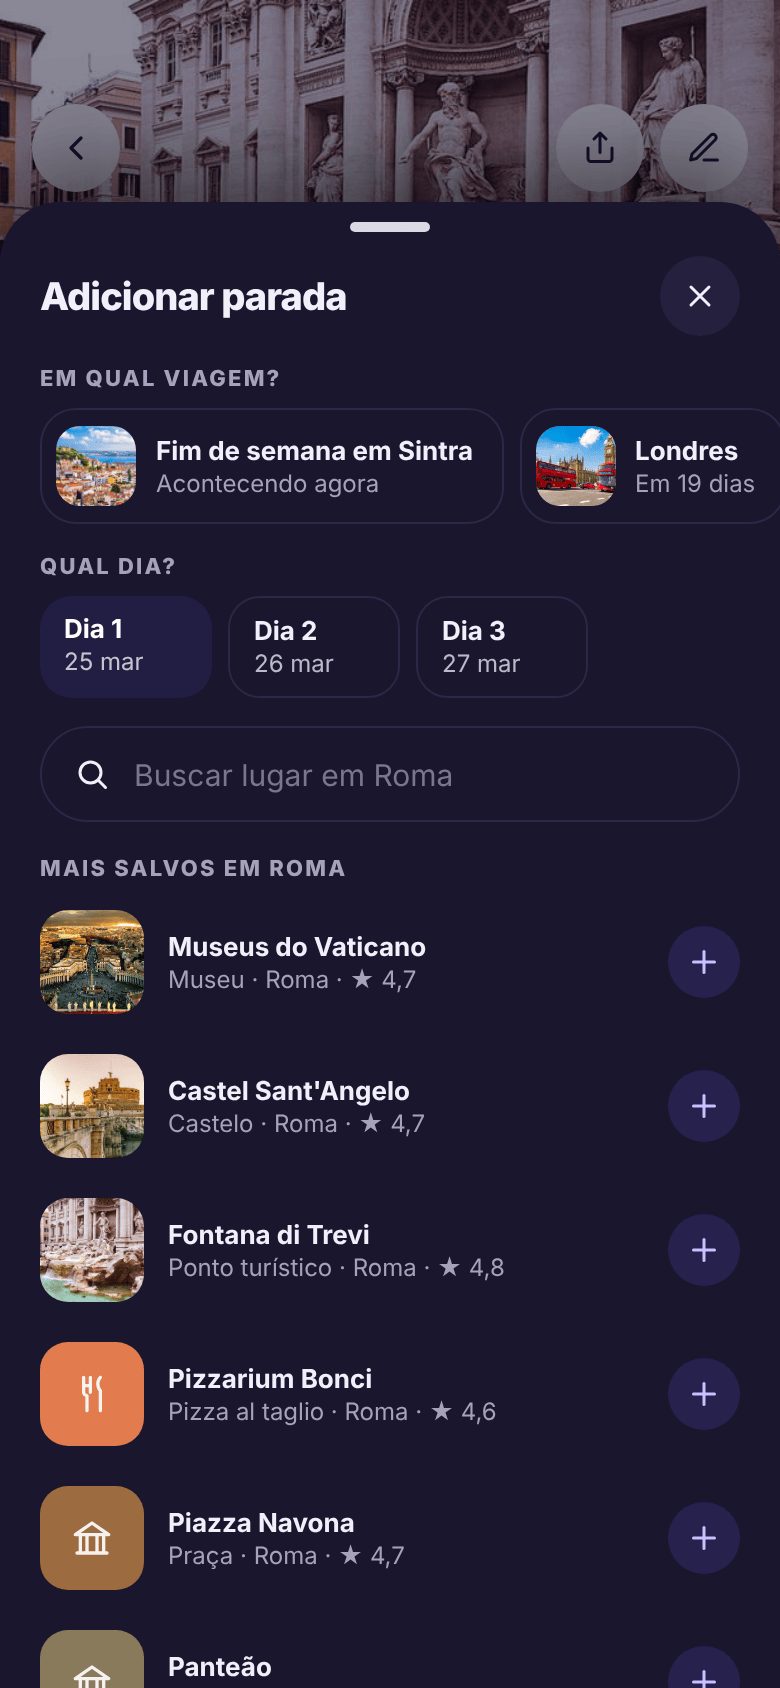 Adicionar parada
EM QUAL VIAGEM?
Fim de semana em Sintra
Acontecendo agora
Londres
Em 19 dias
QUAL DIA?
Dia 1
25 mar
Dia 2
26 mar
Dia 3
27 mar
Buscar lugar em Roma
MAIS SALVOS EM ROMA
Museus do Vaticano
Museu · Roma · ★ 4,7
Castel Sant'Angelo
Castelo · Roma · ★ 4,7
Fontana di Trevi
Ponto turístico · Roma · ★ 4,8
Pizzarium Bonci
Pizza al taglio · Roma · ★ 4,6
Piazza Navona
Praça · Roma · ★ 4,7
Panteão